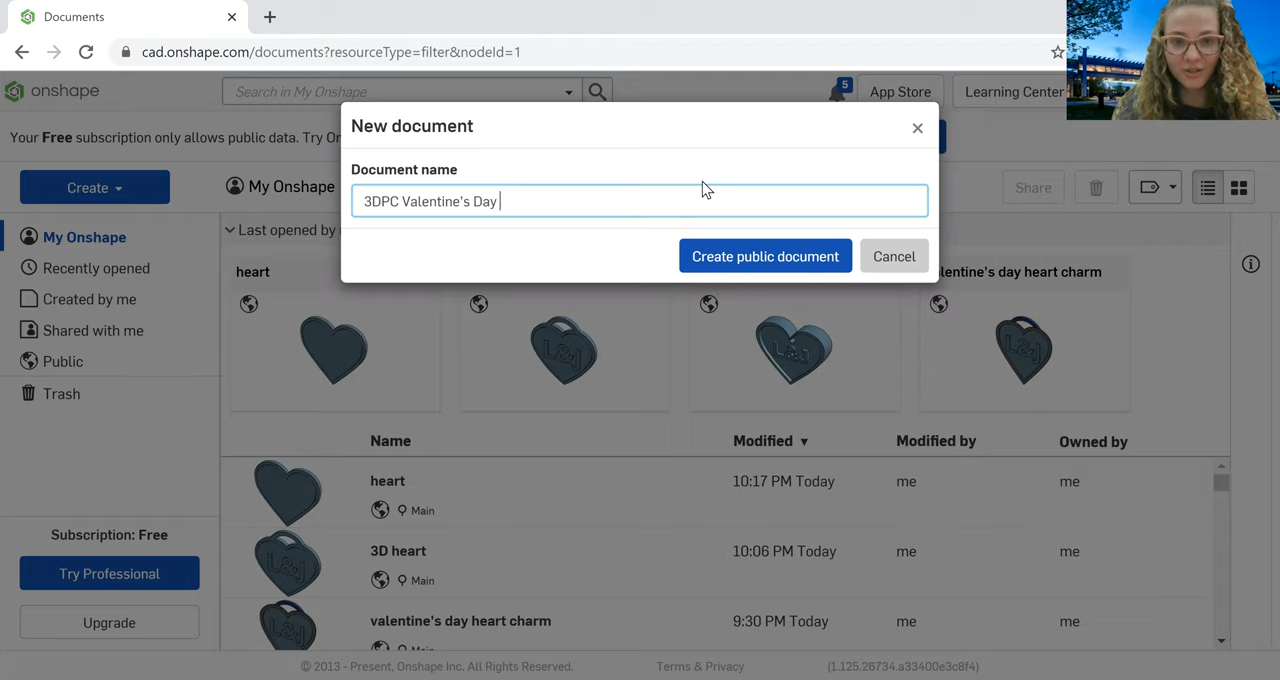 Documents
cad.onshape.com/documents?resourceType=filter&nodeId=1
onshape
Search in My Onshape
5
App Store
Learning Center
Your Free subscription only allows public data. Try On
New document
Document name
3DPC Valentine's Day
Create public document
Cancel
Create
My Onshape
Share
My Onshape
Recently opened
Created by me
Shared with me
Public
Trash
Last opened by
heart
lentine's day heart charm
L&J
L&J
L&J
Name
Modified
Modified by
Owned by
heart
10:17 PM Today
me
me
Main
3D heart
10:06 PM Today
me
me
Main
L&J
valentine's day heart charm
9:30 PM Today
me
me
L&J
Main
Subscription: Free
Try Professional
Upgrade
© 2013 - Present, Onshape Inc. All Rights Reserved.
Terms & Privacy
(1.125.26734.a33400e3c8f4)